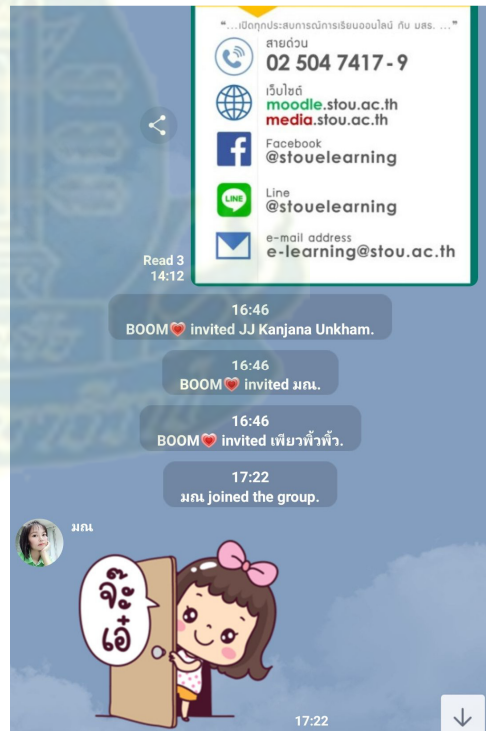 “...เปิดทุกประสบการณ์การเรียนออนไลน์ กับ มสธ. ...”
สายด่วน
02 504 7417-9
เว็บไซต์
moodle.stou.ac.th
media.stou.ac.th
Facebook
@stouelearning
LINE
Line
@stouelearning
e-mail address
e-learning@stou.ac.th
Read 3
14:12
16:46
BOOM💗 invited JJ Kanjana Unkham.
16:46
BOOM💗 invited มณ.
16:46
BOOM💗 invited เพียวพิ้วพิ้ว.
17:22
มณ joined the group.
มณ
จ๊ะ
เอ๋
17:22